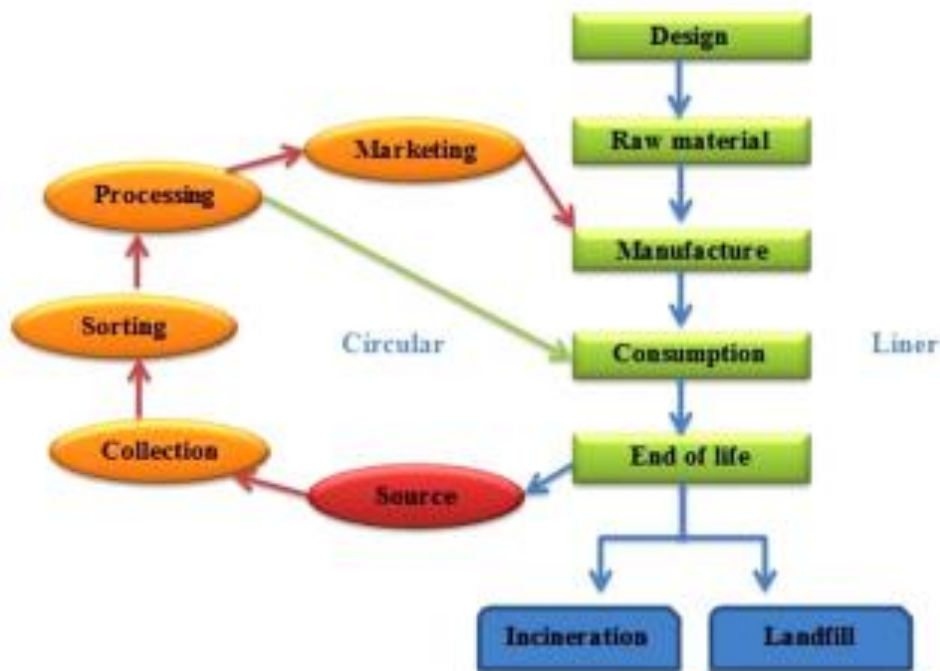 Design
Raw material
Marketing
Processing
Manufacture
Sorting
Circular
Consumption
Liner
Collection
End of life
Source
Incineration
Landfill